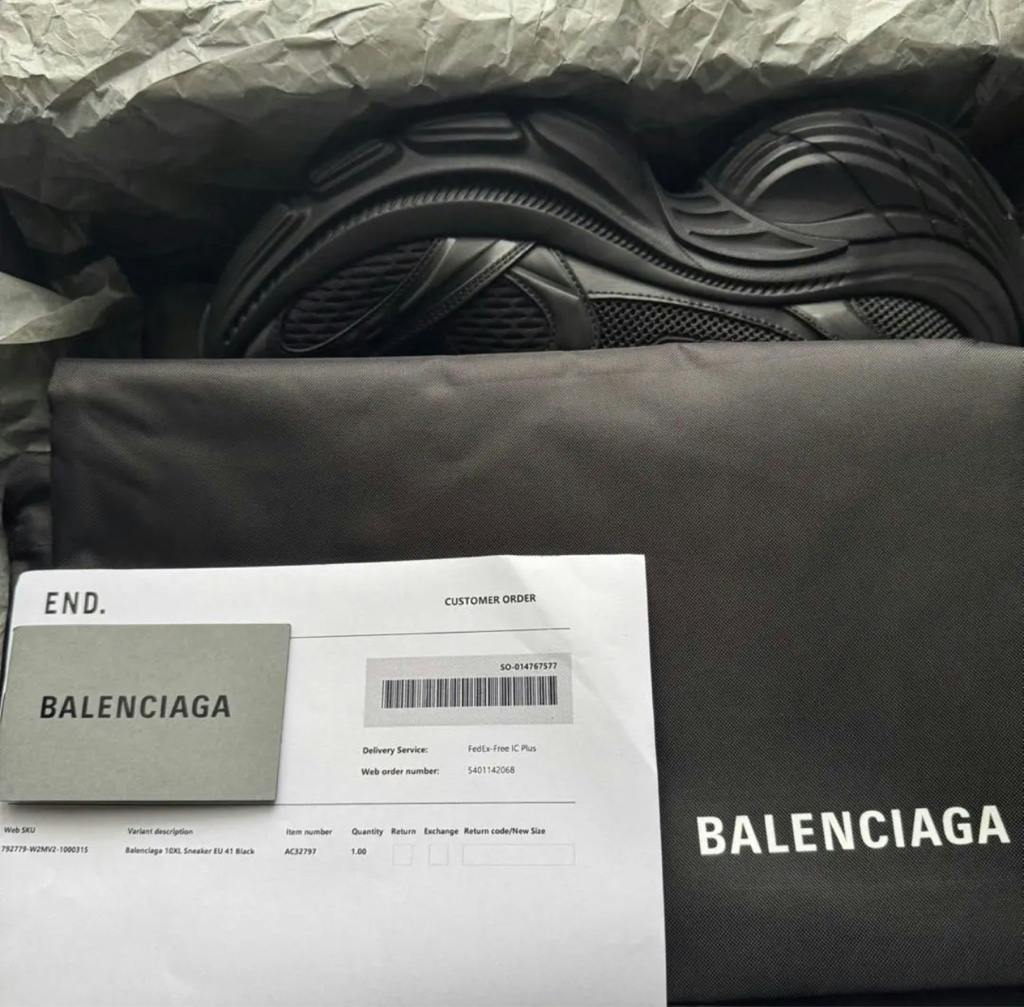 END.
CUSTOMER ORDER
BALENCIAGA
SO-014767577
Delivery Service: FedEx-Free IC Plus
Web order number: 5401142068
Web SKU Variant description Item number Quantity Return Exchange Return code/New Size
792779-W2MV2-1000315 Balenciaga 10XL Sneaker EU 41 Black AC32797 1.00
BALENCIAGA